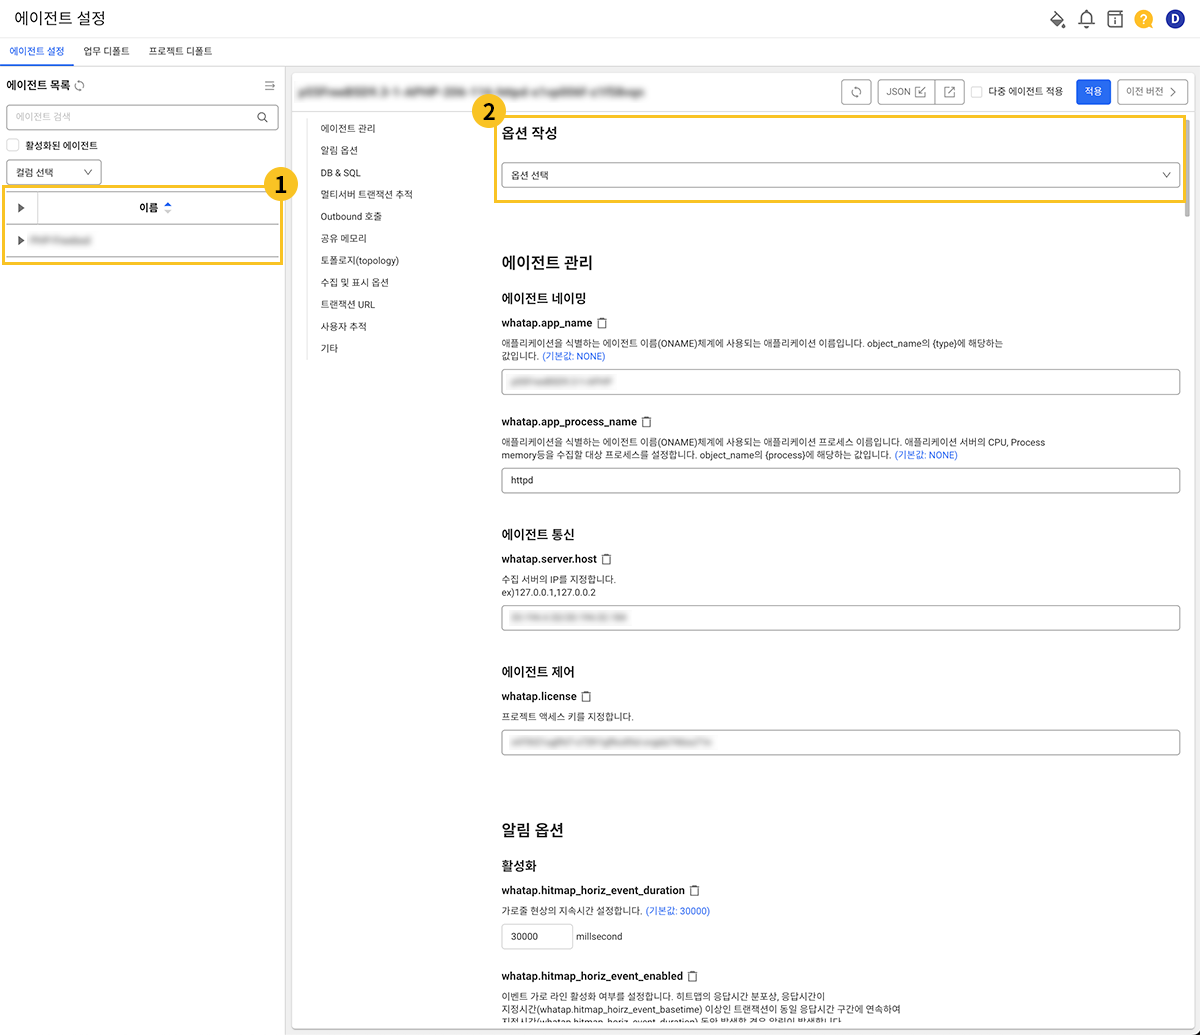 에이전트 설정
?
D
에이전트 설정 업무 디폴트 프로젝트 디폴트
에이전트 목록
에이전트 검색
활성화된 에이전트
컬럼 선택
1
이름
JSON
다중 에이전트 적용
적용
이전 버전
에이전트 관리
알림 옵션
DB & SQL
멀티서버 트랜잭션 추적
Outbound 호출
공유 메모리
토폴로지(topology)
수집 및 표시 옵션
트랜잭션 URL
사용자 추적
기타
2
옵션 작성
옵션 선택
에이전트 관리
에이전트 네이밍
whatap.app_name
애플리케이션을 식별하는 에이전트 이름(ONAME)체계에 사용되는 애플리케이션 이름입니다. object_name의 {type}에 해당하는
값입니다. (기본값: NONE)
whatap.app_process_name
애플리케이션을 식별하는 에이전트 이름(ONAME)체계에 사용되는 애플리케이션 프로세스 이름입니다. 애플리케이션 서버의 CPU, Process
memory등을 수집할 대상 프로세스를 설정합니다. object_name의 {process}에 해당하는 값입니다. (기본값: NONE)
httpd
에이전트 통신
whatap.server.host
수집 서버의 IP를 지정합니다.
ex)127.0.0.1,127.0.0.2
에이전트 제어
whatap.license
프로젝트 액세스 키를 지정합니다.
알림 옵션
활성화
whatap.hitmap_horiz_event_duration
가로줄 현상의 지속시간 설정합니다. (기본값: 30000)
30000 millsecond
whatap.hitmap_horiz_event_enabled
이벤트 가로 라인 활성화 여부를 설정합니다. 히트맵의 응답시간 분포상, 응답시간이
지정시간(whatap.hitmap_hoirz_event_basetime) 이상인 트랜잭션이 동일 응답시간 구간에 연속하여
지정시간(whatap.hitmap_horiz_event_duration) 동안 발생할 경우 알림이 발생합니다.